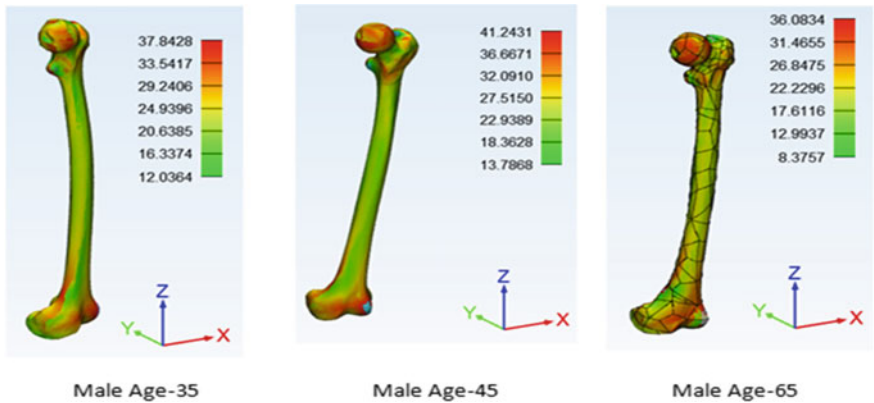 37.8428
33.5417
29.2406
24.9396
20.6385
16.3374
12.0364
Z
Y
X
Male Age-35
41.2431
36.6671
32.0910
27.5150
22.9389
18.3628
13.7868
Z
Y
X
Male Age-45
36.0834
31.4655
26.8475
22.2296
17.6116
12.9937
8.3757
Z
Y
X
Male Age-65